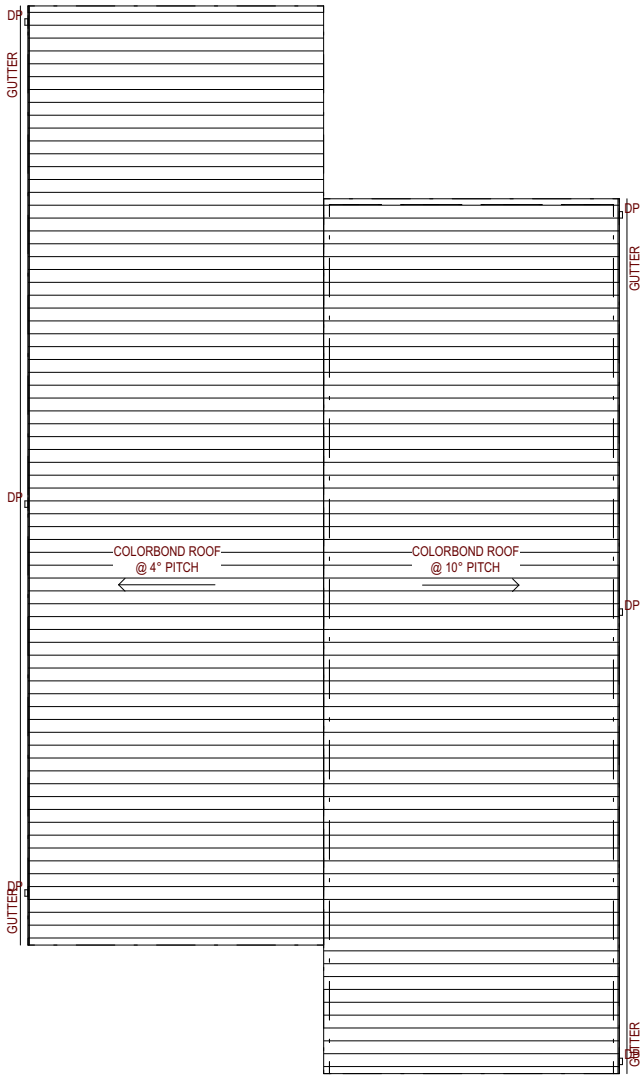 DP
GUTTER
DP
GUTTER
DP
COLORBOND ROOF
@ 4° PITCH
COLORBOND ROOF
@ 10° PITCH
DP
DP
GUTTER
GUTTER
DP